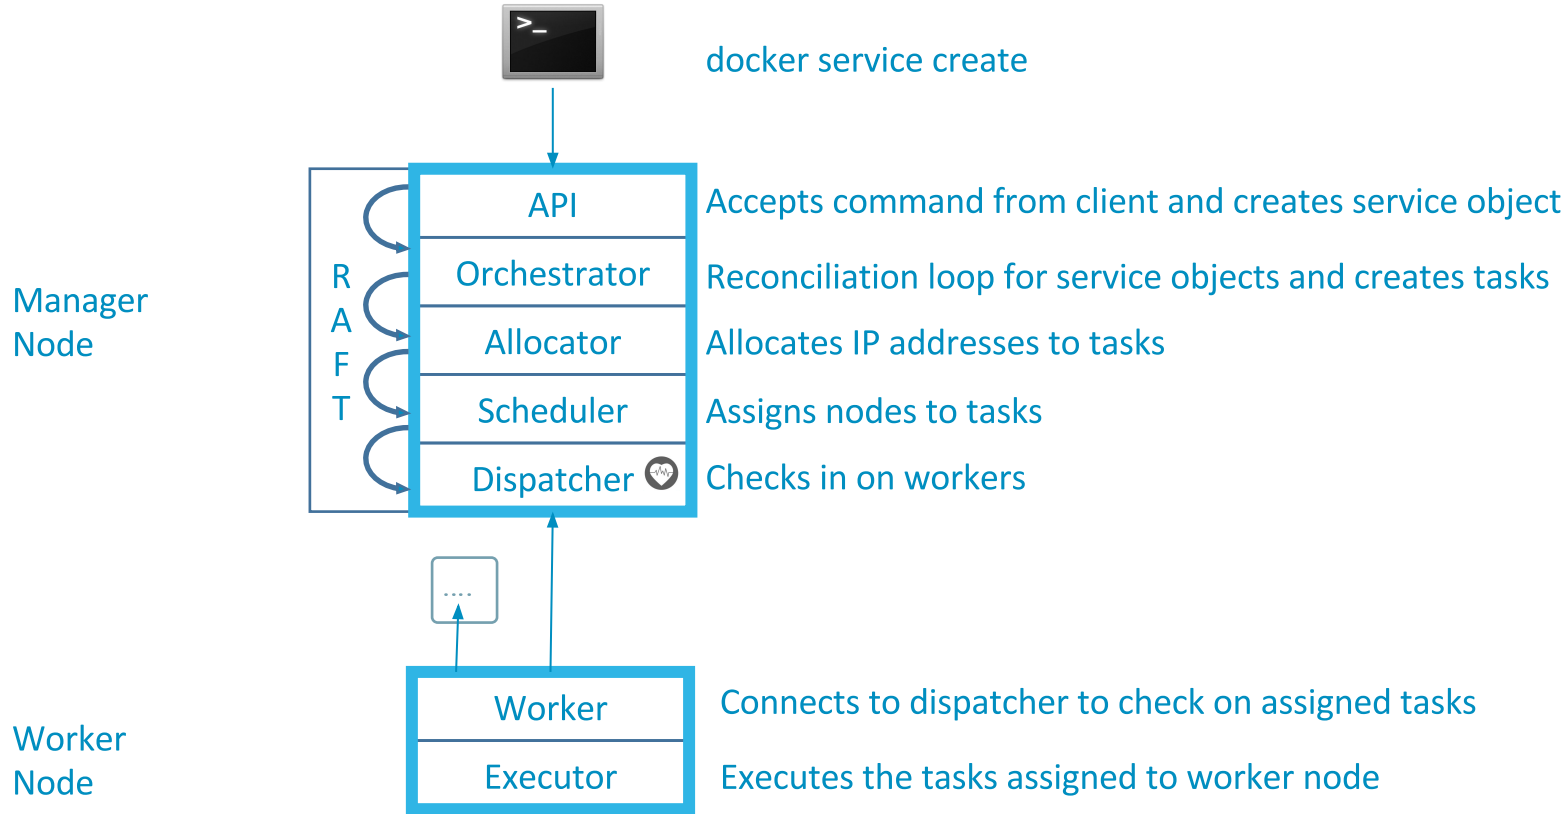 >_
docker service create
API
Accepts command from client and creates service object
Orchestrator
Reconciliation loop for service objects and creates tasks
Manager
Node
R
A
F
T
Allocator
Allocates IP addresses to tasks
Scheduler
Assigns nodes to tasks
Dispatcher
Checks in on workers
....
Worker
Connects to dispatcher to check on assigned tasks
Worker
Node
Executor
Executes the tasks assigned to worker node